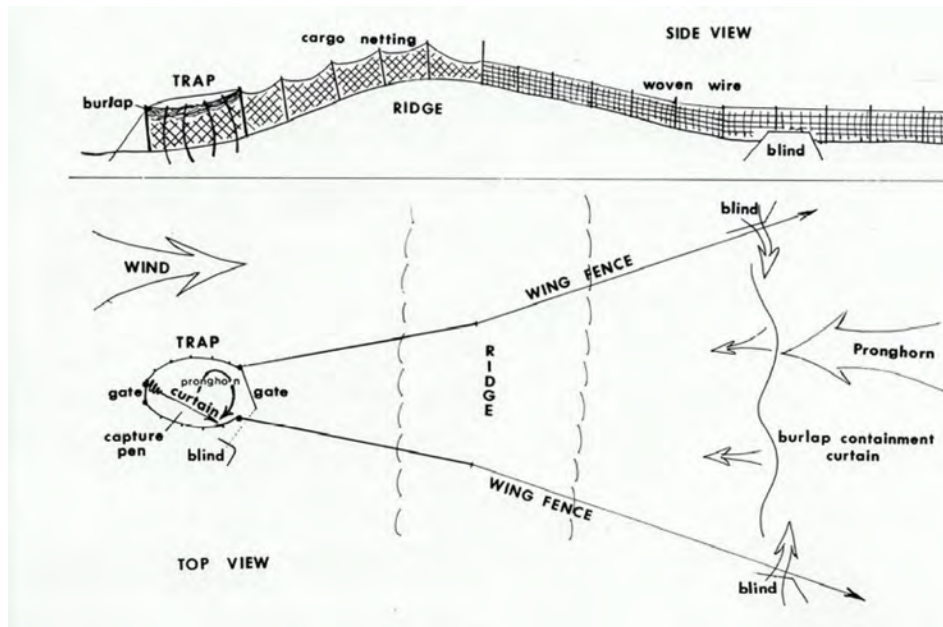 SIDE VIEW
cargo netting
TRAP
woven wire
burlap
RIDGE
blind
blind
WIND
WING FENCE
TRAP
RIDGE
Pronghorn
pronghorn
gate
curtain
gate
capture
pen
burlap containment
curtain
blind
WING FENCE
TOP VIEW
blind